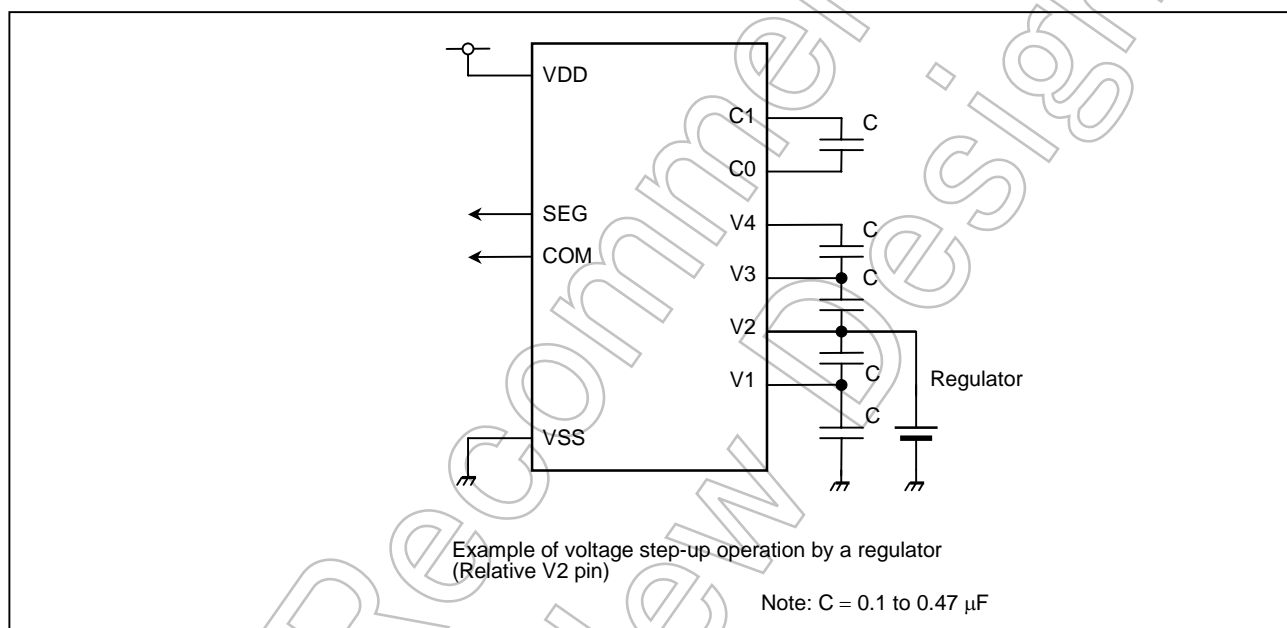 VDD
C1
C
C0
SEG
V4
C
COM
V3
C
V2
V1
C
Regulator
C
VSS
Example of voltage step-up operation by a regulator
(Relative V2 pin)
Note: C = 0.1 to 0.47 μF